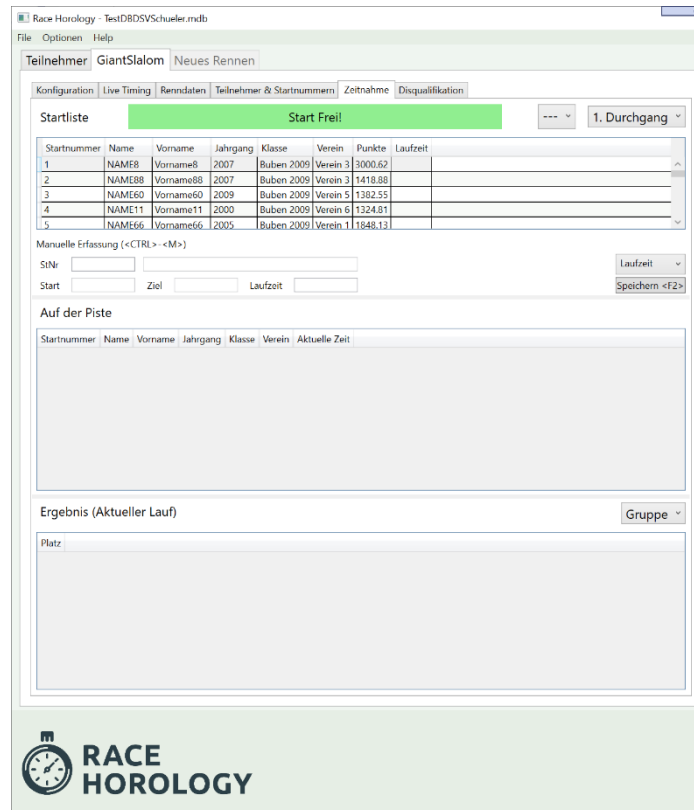 Race Horology - TestDBDSVSchueler.mdb
File Optionen Help
Teilnehmer GiantSlalom Neues Rennen
Konfiguration Live Timing Renndaten Teilnehmer & Startnummern Zeitnahme Disqualifikation
Startliste Start Frei! --- 1. Durchgang
Startnummer Name Vorname Jahrgang Klasse Verein Punkte Laufzeit
1 NAME8 Vorname8 2007 Buben 2009 Verein 3 3000.62
2 NAME88 Vorname88 2007 Buben 2009 Verein 3 1418.88
3 NAME60 Vorname60 2009 Buben 2009 Verein 5 1382.55
4 NAME11 Vorname11 2000 Buben 2009 Verein 6 1324.81
5 NAME66 Vorname66 2005 Buben 2009 Verein 1 1848.13
Manuelle Erfassung (<CTRL>-<M>)
StNr Laufzeit
Start Ziel Laufzeit Speichern <F2>
Auf der Piste
Startnummer Name Vorname Jahrgang Klasse Verein Aktuelle Zeit
Ergebnis (Aktueller Lauf) Gruppe
Platz
RACE
HOROLOGY